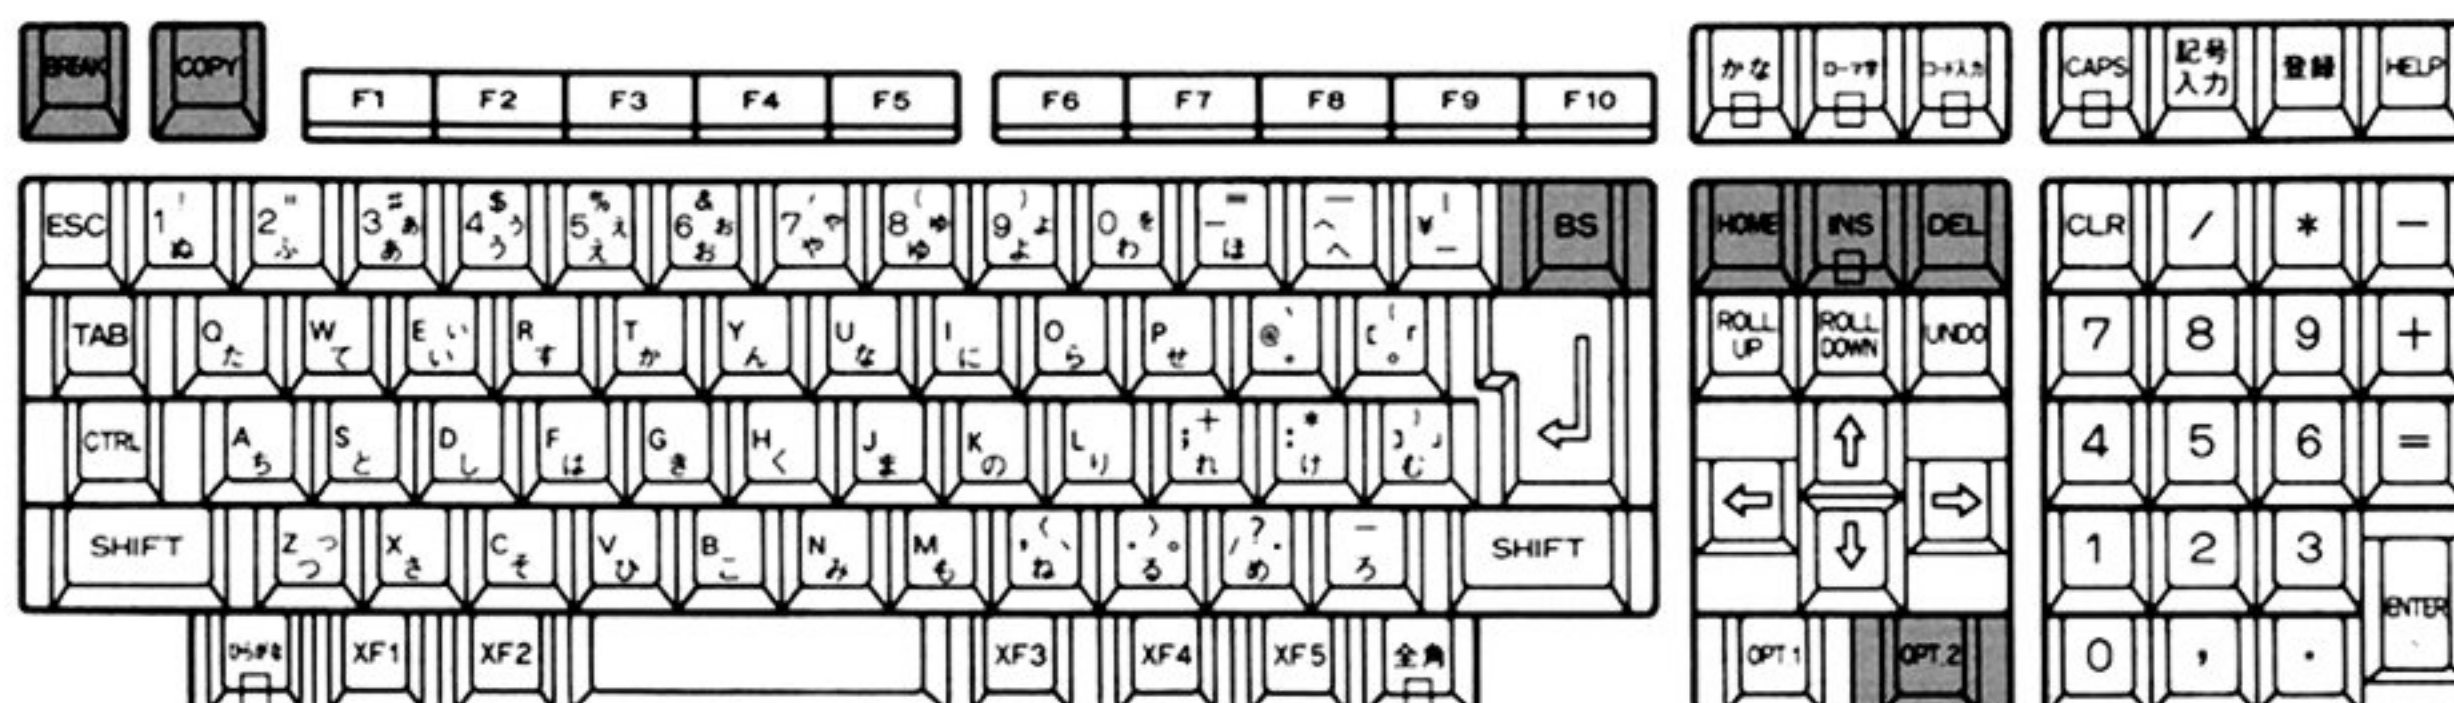 BREAK COPY F1 F2 F3 F4 F5 F6 F7 F8 F9 F10 かな ローマ字 コード入力 CAPS 記号入力 登録 HELP
ESC 1 ! ぬ 2 " ふ 3 # ぁ あ 4 $ ぅ う 5 % ぇ え 6 & ぉ お 7 ' ゃ や 8 ( ゅ ゆ 9 ) ょ よ 0 を わ - = ほ ^ へ ¥ | ー BS HOME INS DEL CLR / * -
TAB Q た W て E ぃ い R す T か Y ん U な I に O ら P せ @ ` ゛ [ { 「 ゜ ROLL UP ROLL DOWN UNDO 7 8 9 +
CTRL A ち S と D し F は G き H く J ま K の L り ; + れ : * け ] } 」 む ↑ 4 5 6 =
← →
SHIFT Z っ つ X さ C そ V ひ B こ N み M も , < 、 ね . > 。 る / ? ・ め _ ろ SHIFT ↓ 1 2 3 ENTER
ひらがな XF1 XF2 XF3 XF4 XF5 全角 OPT.1 OPT.2 0 , .